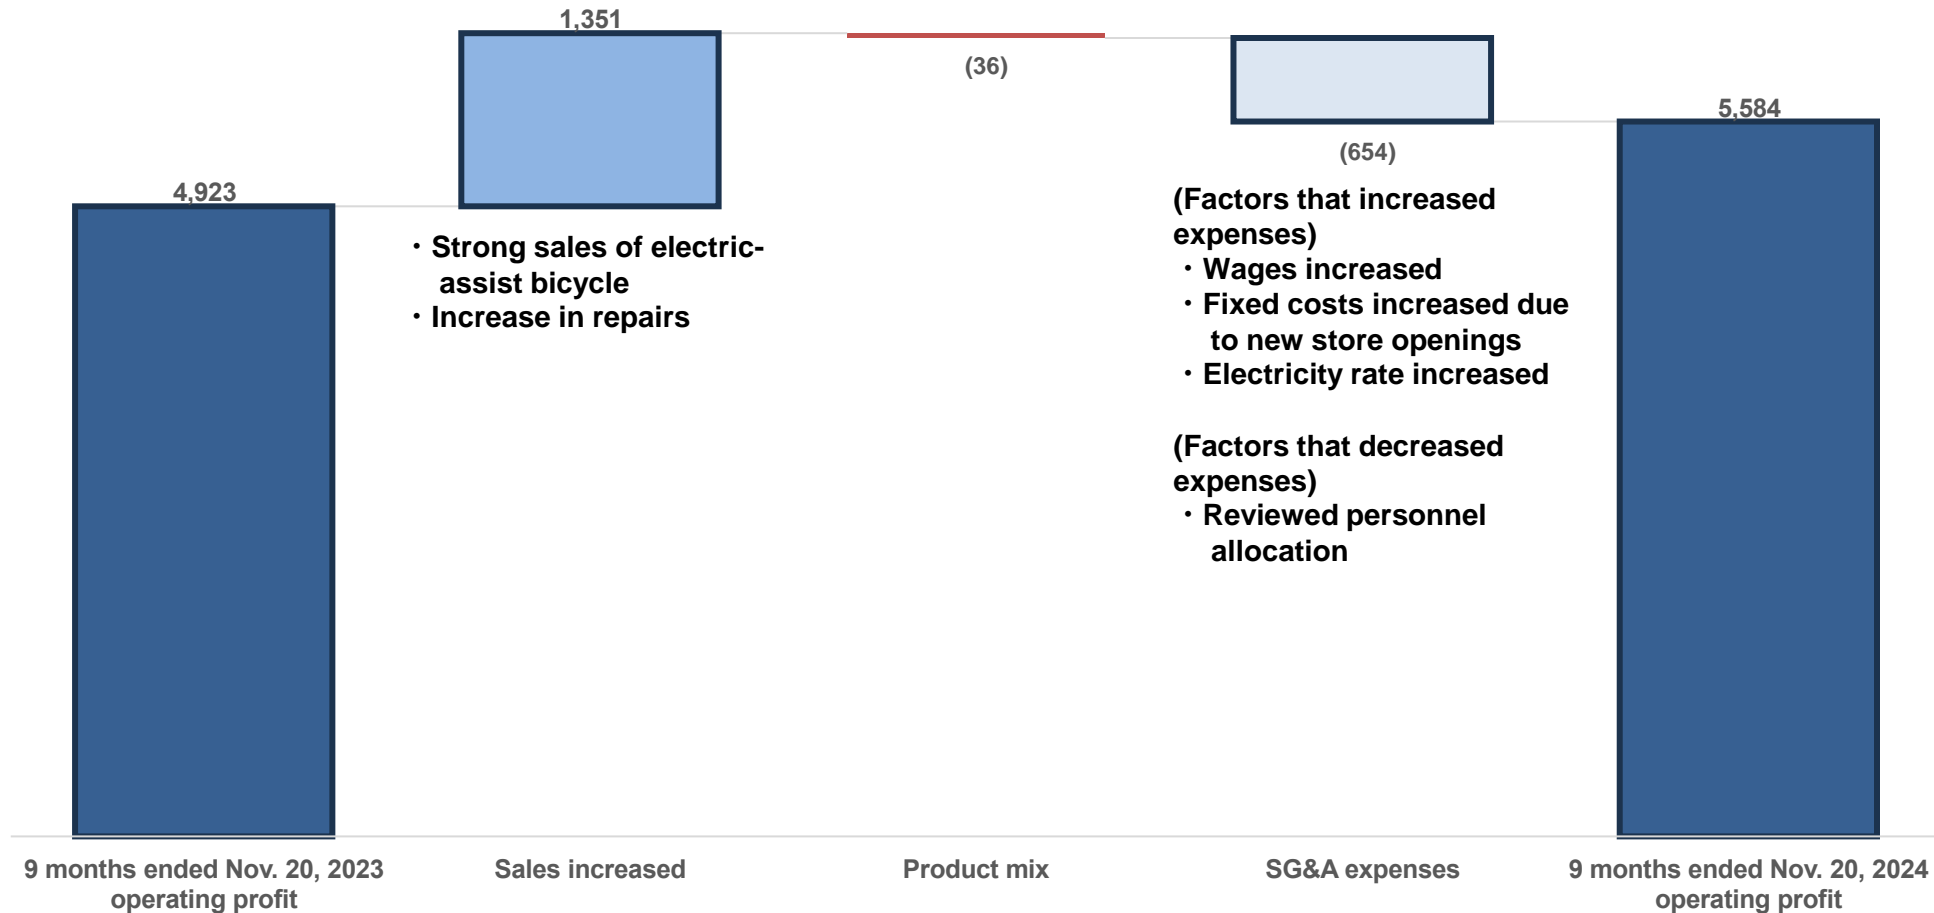 1,351
(36)
5,584
(654)
4,923
・Strong sales of electric-
assist bicycle
・Increase in repairs
(Factors that increased
expenses)
・Wages increased
・Fixed costs increased due
to new store openings
・Electricity rate increased
(Factors that decreased
expenses)
・Reviewed personnel
allocation
9 months ended Nov. 20, 2023
operating profit
Sales increased
Product mix
SG&A expenses
9 months ended Nov. 20, 2024
operating profit